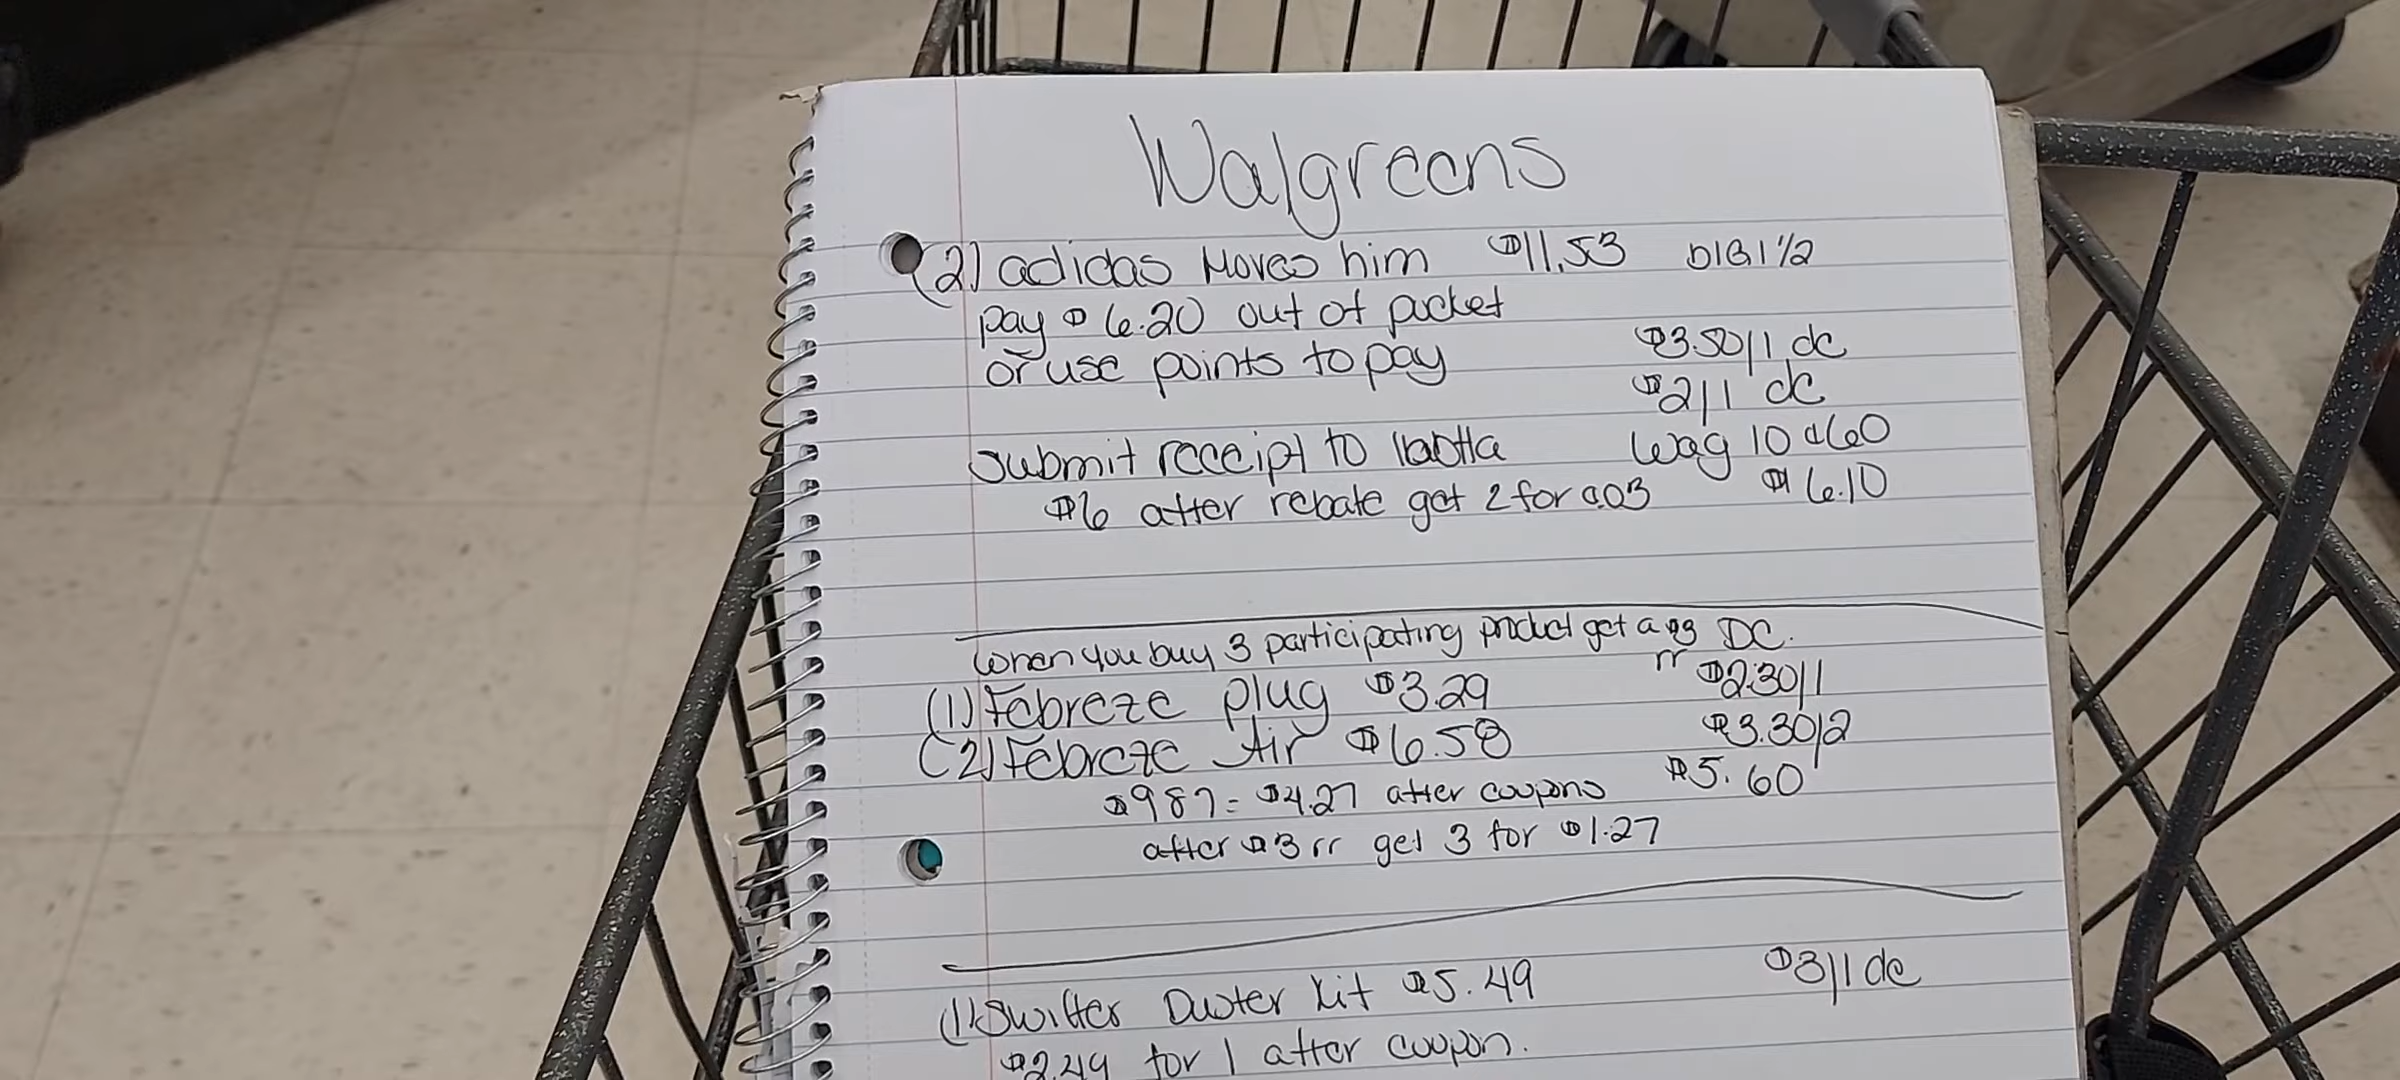 Walgreens
(2) adidas Moves him $11.53 B1G1 1/2
pay $6.20 out of pocket
or use points to pay $3.50/1 dc
$2/1 dc
Submit receipt to Ibotta wag 10 .60
$6 after rebate get 2 for 0.03 $6.10
When you buy 3 participating product get a $3 DC.
rr $2.30/1
(1) Febreze plug $3.29
(2) Febreze Air $6.58 $3.30/2
$9.87 = $4.27 after coupons $5.60
after $3 rr get 3 for $1.27
(1) Swiffer Duster Kit $5.49 $3/1 dc
$2.49 for 1 after coupon.